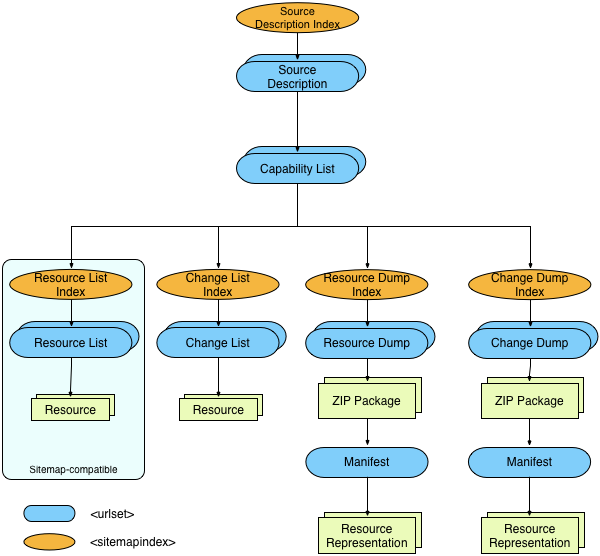 Source
Description Index
Source
Description
Capability List
Resource List
Index
Change List
Index
Resource Dump
Index
Change Dump
Index
Resource List
Change List
Resource Dump
Change Dump
Resource
Resource
ZIP Package
ZIP Package
Manifest
Manifest
Sitemap-compatible
Resource
Representation
Resource
Representation
<urlset>
<sitemapindex>